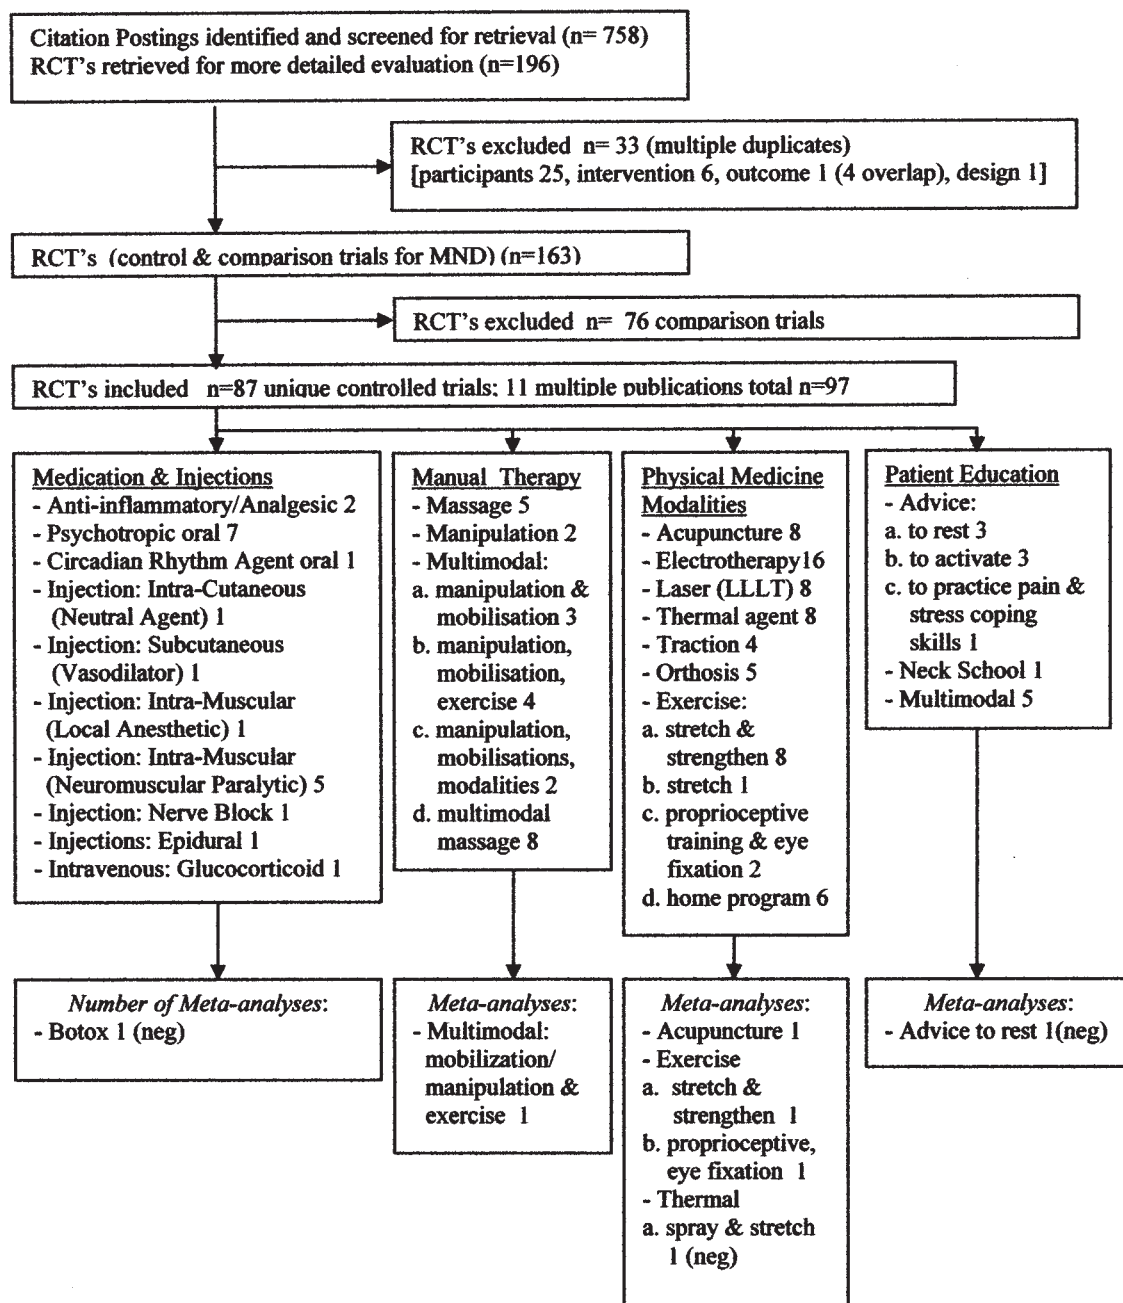 Citation Postings identified and screened for retrieval (n= 758)
RCT's retrieved for more detailed evaluation (n=196)
RCT's excluded n= 33 (multiple duplicates)
[participants 25, intervention 6, outcome 1 (4 overlap), design 1]
RCT's (control & comparison trials for MND) (n=163)
RCT's excluded n= 76 comparison trials
RCT's included n=87 unique controlled trials; 11 multiple publications total n=97
Medication & Injections
- Anti-inflammatory/Analgesic 2
- Psychotropic oral 7
- Circadian Rhythm Agent oral 1
- Injection: Intra-Cutaneous
(Neutral Agent) 1
- Injection: Subcutaneous
(Vasodilator) 1
- Injection: Intra-Muscular
(Local Anesthetic) 1
- Injection: Intra-Muscular
(Neuromuscular Paralytic) 5
- Injection: Nerve Block 1
- Injections: Epidural 1
- Intravenous: Glucocorticoid 1
Manual Therapy
- Massage 5
- Manipulation 2
- Multimodal:
a. manipulation &
mobilisation 3
b. manipulation,
mobilisation,
exercise 4
c. manipulation,
mobilisations,
modalities 2
d. multimodal
massage 8
Physical Medicine
Modalities
- Acupuncture 8
- Electrotherapy16
- Laser (LLLT) 8
- Thermal agent 8
- Traction 4
- Orthosis 5
- Exercise:
a. stretch &
strengthen 8
b. stretch 1
c. proprioceptive
training & eye
fixation 2
d. home program 6
Patient Education
- Advice:
a. to rest 3
b. to activate 3
c. to practice pain &
stress coping
skills 1
- Neck School 1
- Multimodal 5
Number of Meta-analyses:
- Botox 1 (neg)
Meta-analyses:
- Multimodal:
mobilization/
manipulation &
exercise 1
Meta-analyses:
- Acupuncture 1
- Exercise
a. stretch &
strengthen 1
b. proprioceptive,
eye fixation 1
- Thermal
a. spray & stretch
1 (neg)
Meta-analyses:
- Advice to rest 1(neg)